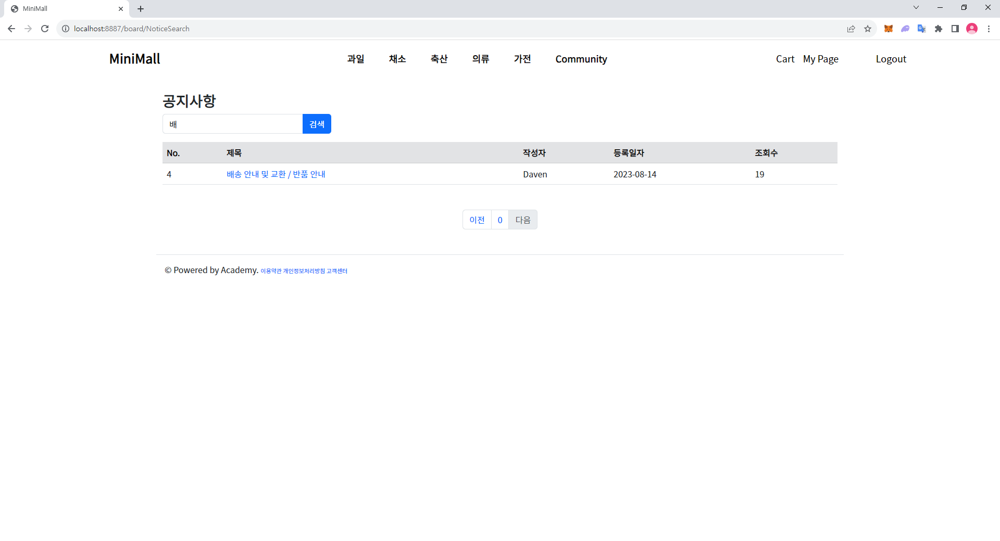 MiniMall
localhost:8887/board/NoticeSearch
MiniMall 과일 채소 축산 의류 가전 Community Cart My Page Logout
공지사항
배 검색
No. 제목 작성자 등록일자 조회수
4 배송 안내 및 교환 / 반품 안내 Daven 2023-08-14 19
이전 0 다음
© Powered by Academy. 이용약관 개인정보처리방침 고객센터